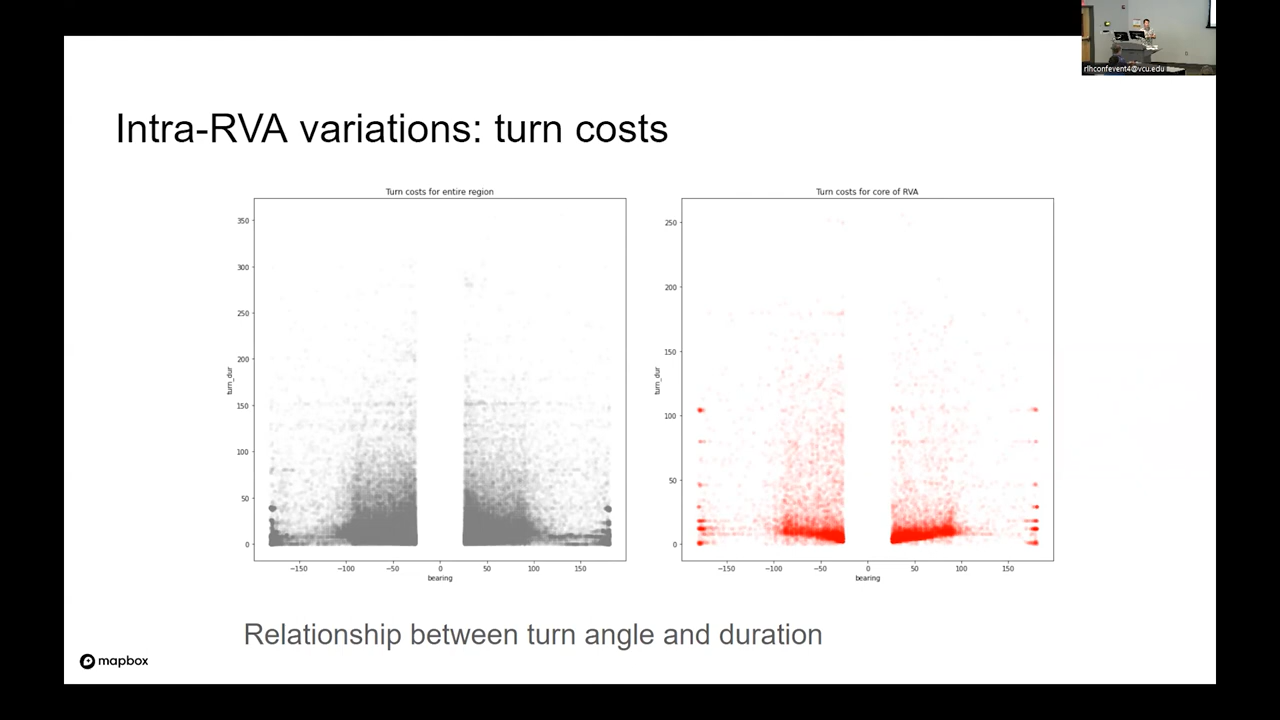 rlhconfevent4@vcu.edu
Intra-RVA variations: turn costs
Turn costs for entire region
350
300
250
200
150
100
50
0
turn_dur
−150 −100 −50 0 50 100 150
bearing
Turn costs for core of RVA
250
200
150
100
50
0
turn_dur
−150 −100 −50 0 50 100 150
bearing
Relationship between turn angle and duration
mapbox